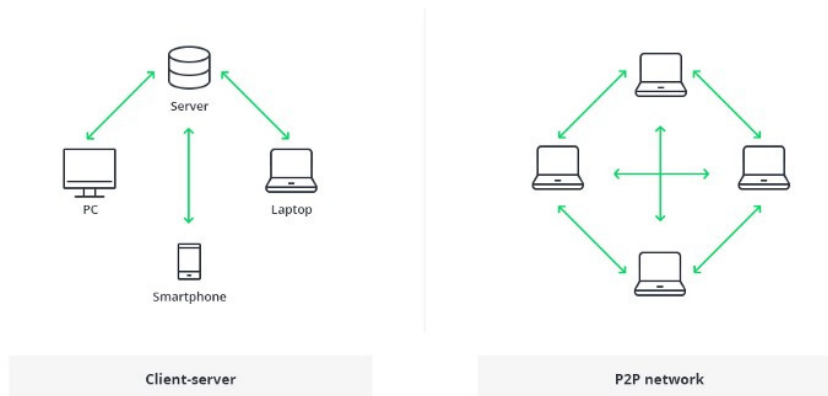 Server
PC
Laptop
Smartphone
Client-server
P2P network